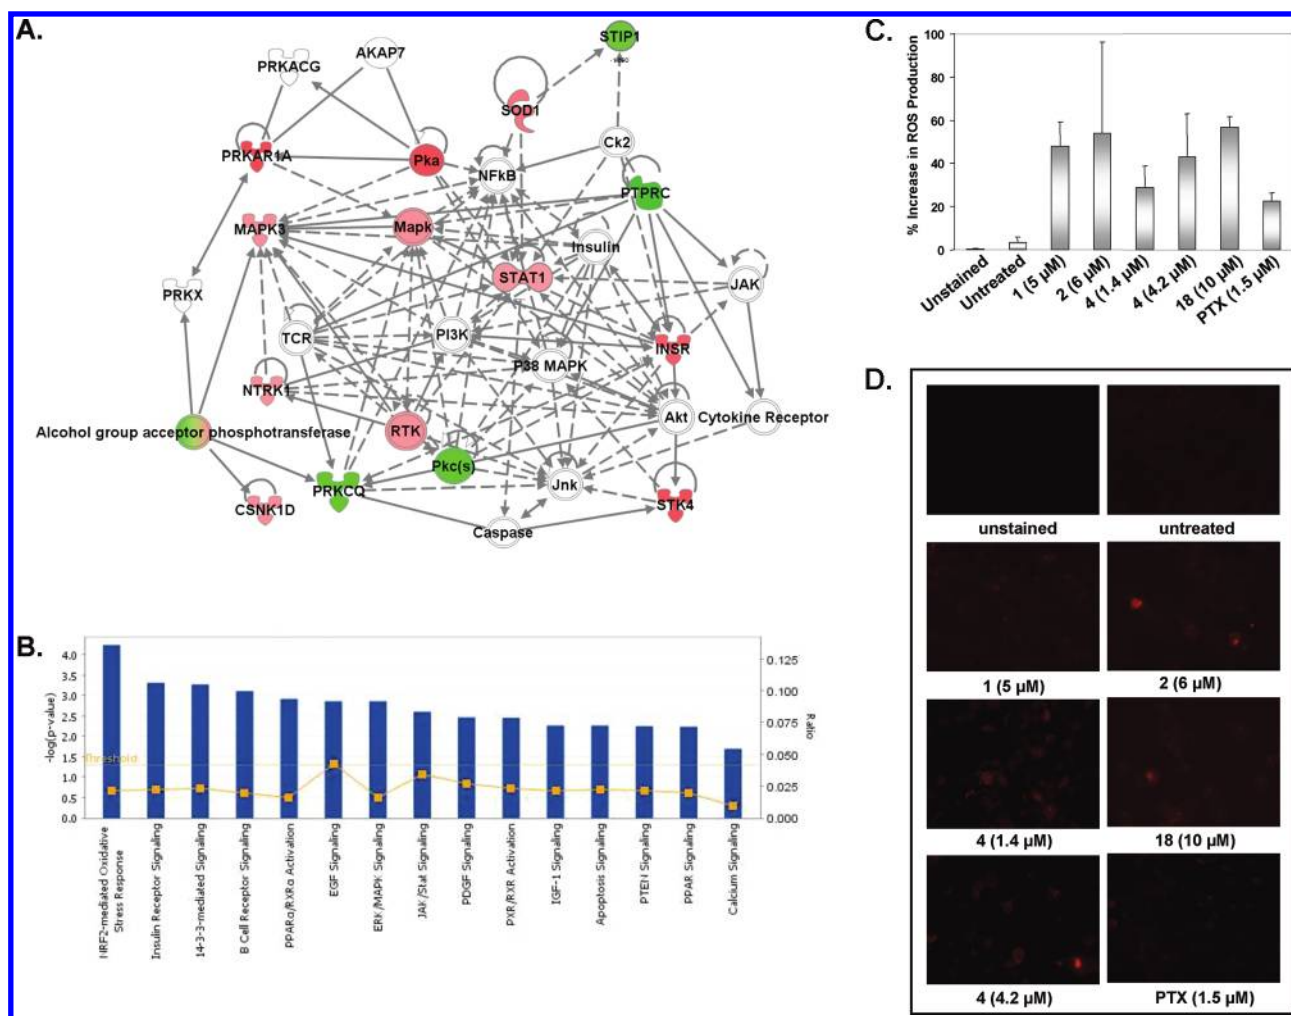 A.
STIP1
AKAP7
PRKACG
SOD1
Ck2
PRKAR1A
Pka
NFkB
PTPRC
MAPK3
Mapk
Insulin
STAT1
JAK
PRKX
TCR
PI3K
INSR
P38 MAPK
NTRK1
Akt
Cytokine Receptor
Alcohol group acceptor phosphotransferase
RTK
Pkc(s)
PRKCQ
Jnk
CSNK1D
STK4
Caspase
B.
-log(p-value)
4.0
3.5
3.0
2.5
2.0
1.5
1.0
0.5
0.0
Threshold
0.125
0.100
0.075
0.050
0.025
0.000
Ratio
NRF2-mediated Oxidative
Stress Response
Insulin Receptor Signaling
14-3-3-mediated Signaling
B Cell Receptor Signaling
PPARα/RXRα Activation
EGF Signaling
ERK/MAPK Signaling
JAK/Stat Signaling
PDGF Signaling
PXR/RXR Activation
IGF-1 Signaling
Apoptosis Signaling
PTEN Signaling
PPAR Signaling
Calcium Signaling
C.
% Increase in ROS Production
100
80
60
40
20
0
Unstained
Untreated
1 (5 µM)
2 (6 µM)
4 (1.4 µM)
4 (4.2 µM)
18 (10 µM)
PTX (1.5 µM)
D.
unstained
untreated
1 (5 µM)
2 (6 µM)
4 (1.4 µM)
18 (10 µM)
4 (4.2 µM)
PTX (1.5 µM)